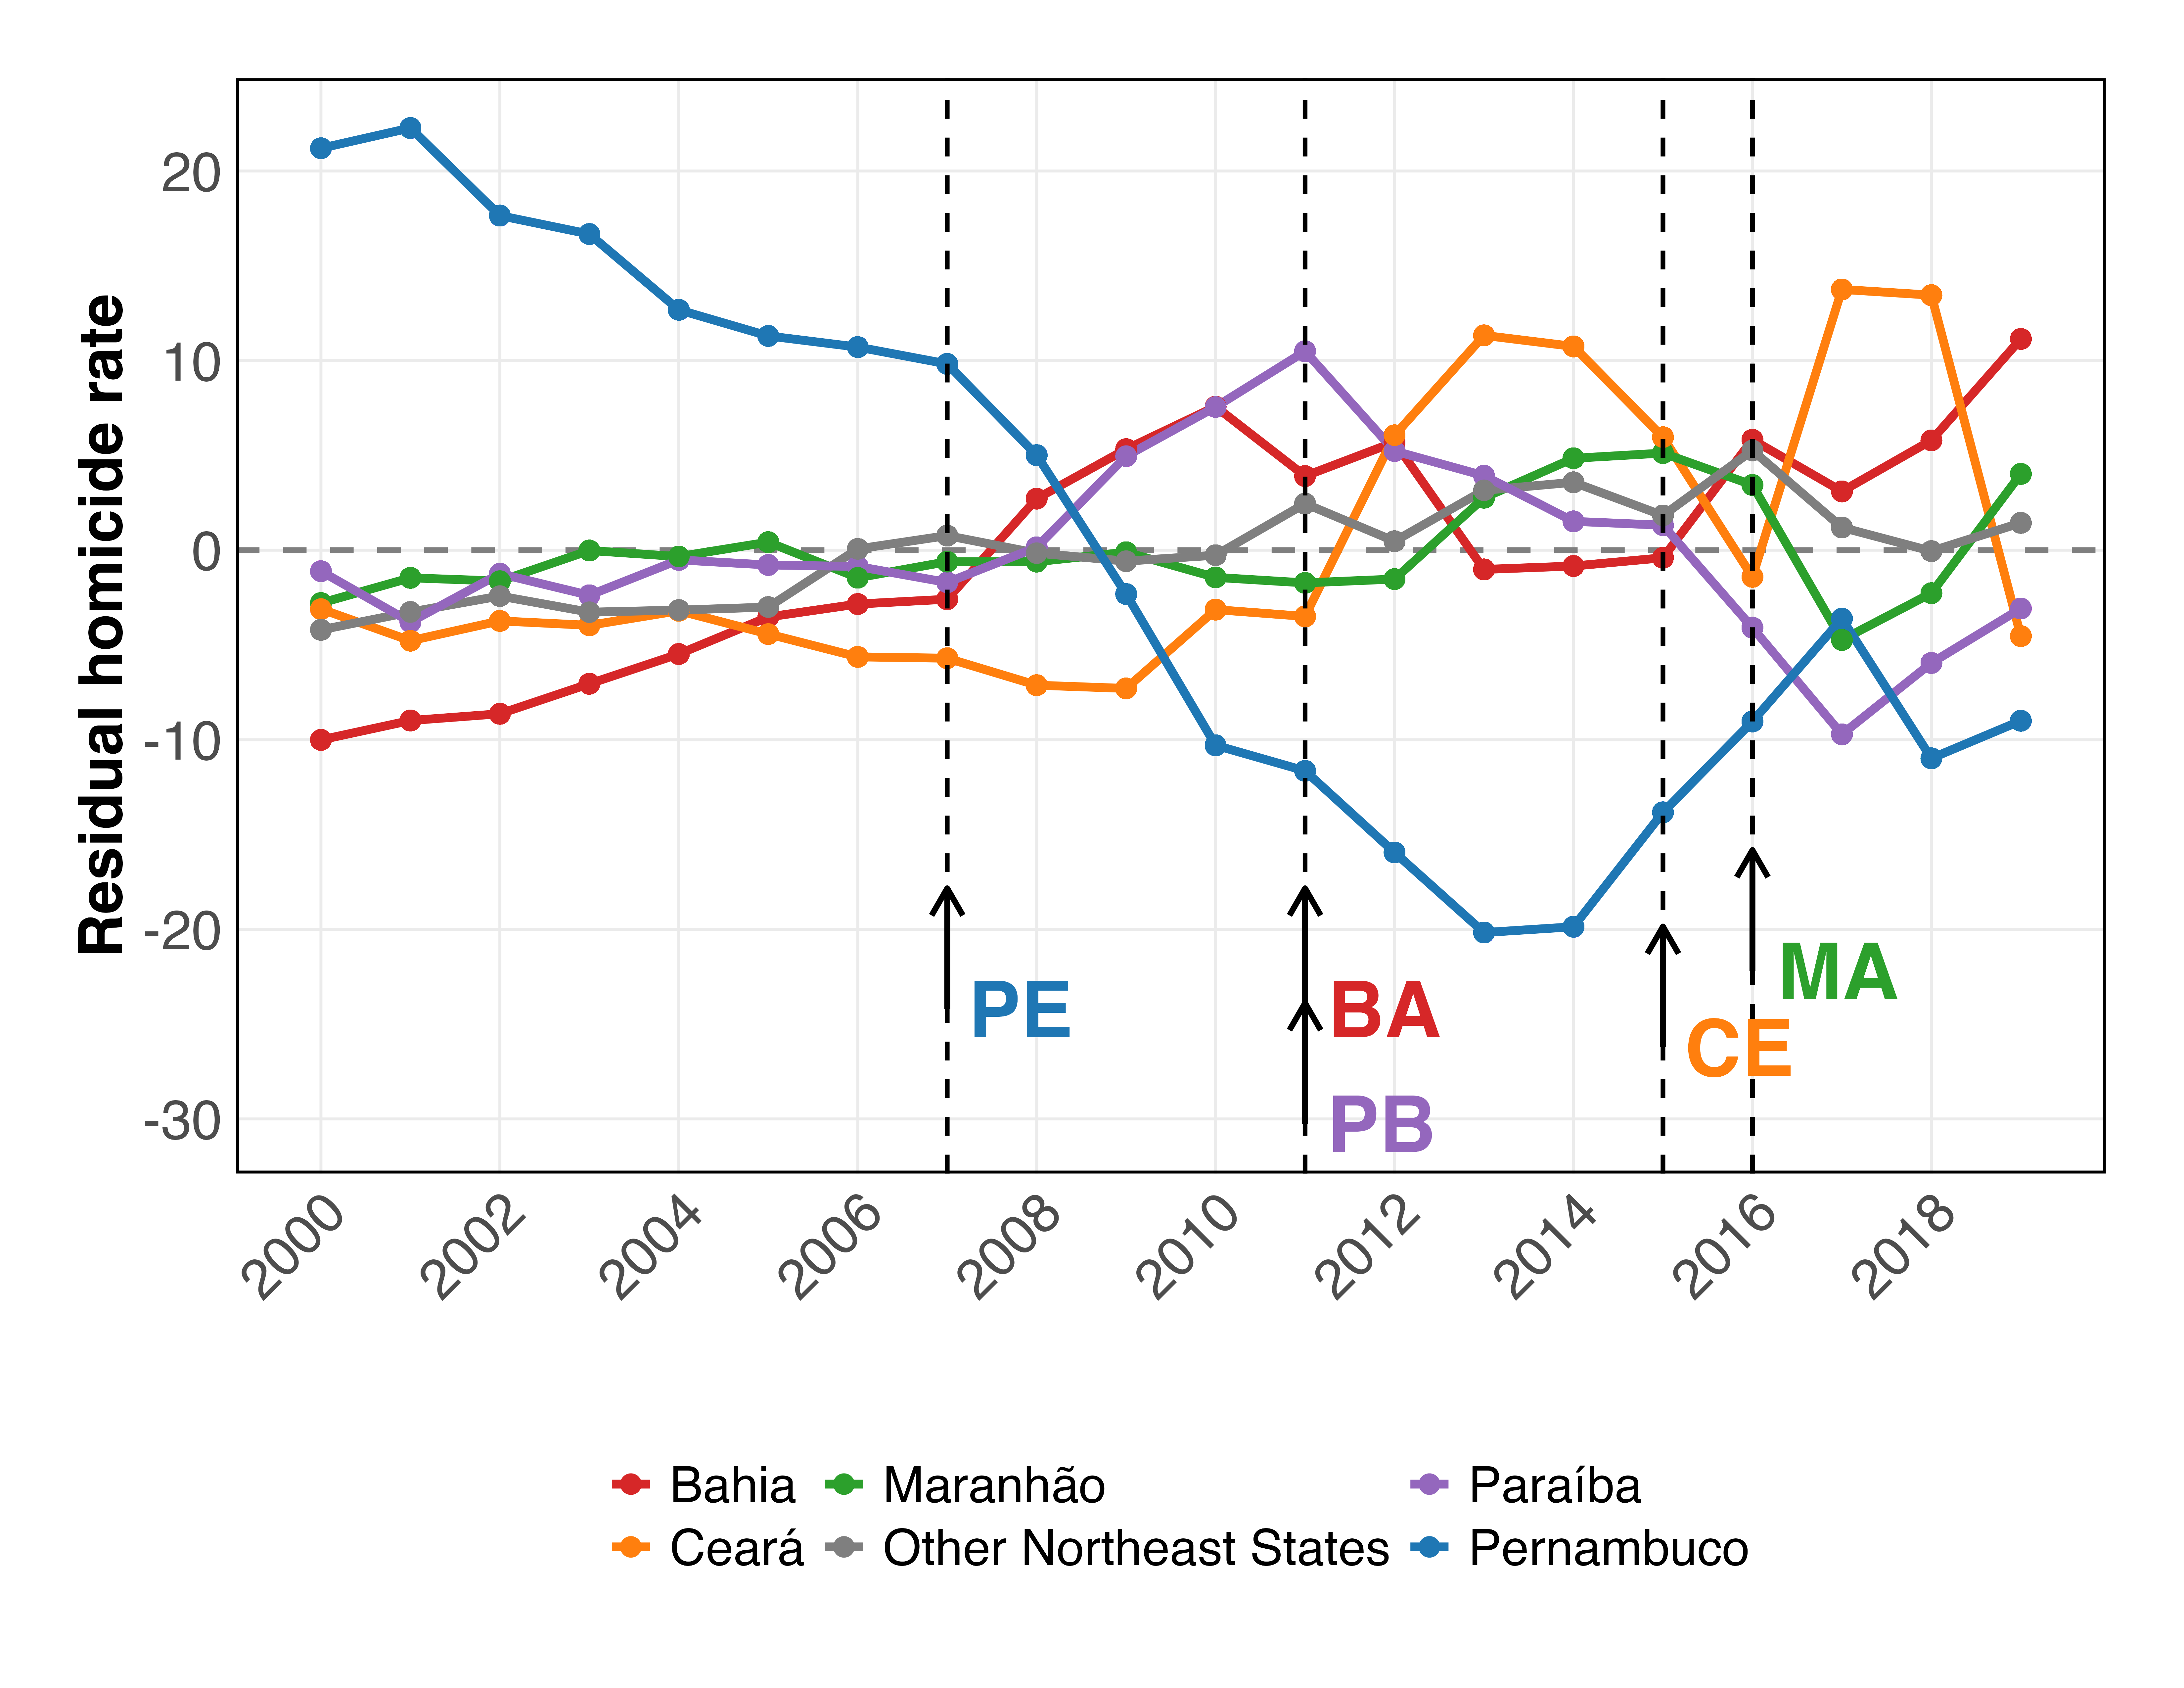 Residual homicide rate
20
10
0
-10
-20
-30
PE
BA
PB
CE
MA
2000
2002
2004
2006
2008
2010
2012
2014
2016
2018
Bahia
Maranhão
Paraíba
Ceará
Other Northeast States
Pernambuco